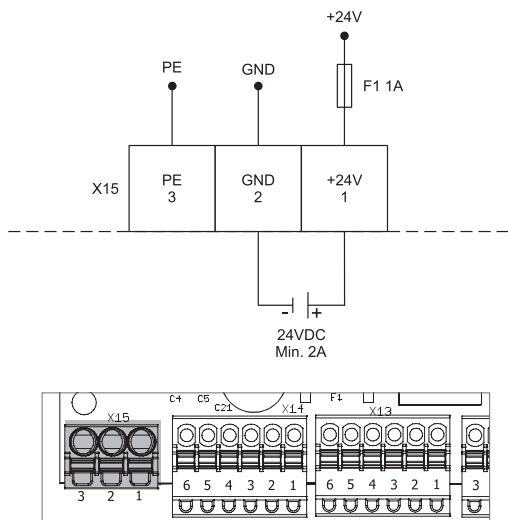 +24V
PE GND
F1 1A
X15 PE GND +24V
3 2 1
- +
24VDC
Min. 2A
C4 C5 F1
C21
X15 X14 X13
3 2 1 6 5 4 3 2 1 6 5 4 3 2 1 3